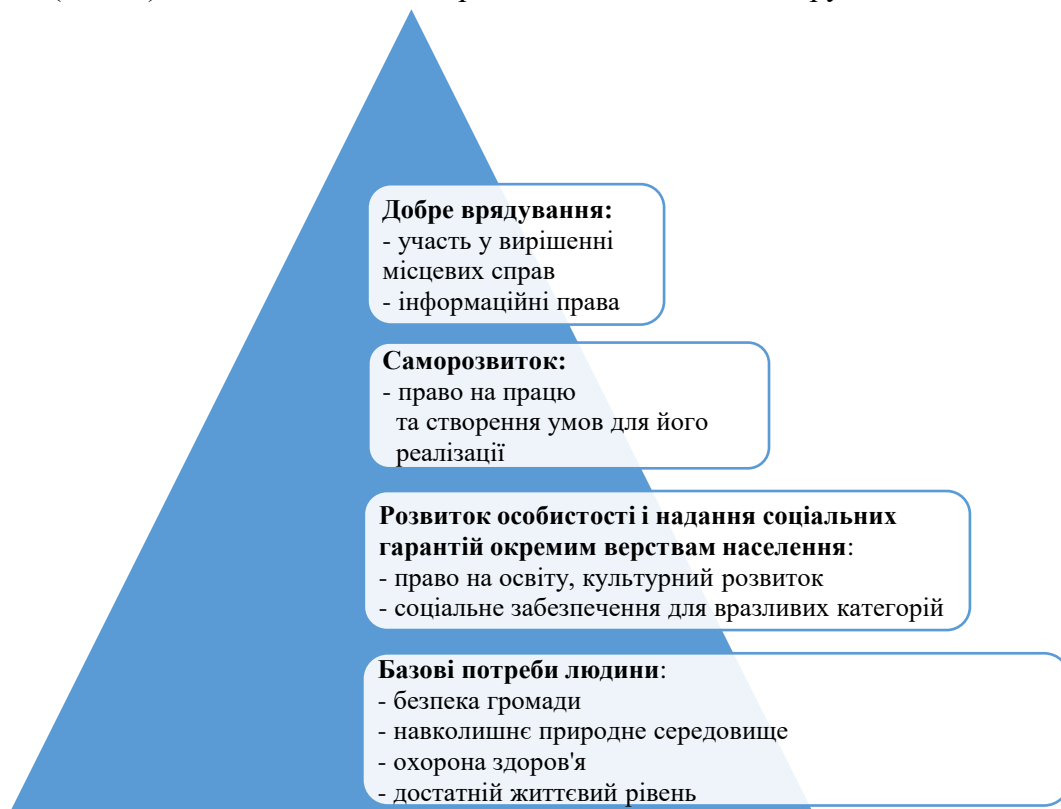 Добре врядування:
- участь у вирішенні
місцевих справ
- інформаційні права
Саморозвиток:
- право на працю
та створення умов для його
реалізації
Розвиток особистості і надання соціальних
гарантій окремим верствам населення:
- право на освіту, культурний розвиток
- соціальне забезпечення для вразливих категорій
Базові потреби людини:
- безпека громади
- навколишнє природне середовище
- охорона здоров'я
- достатній життєвий рівень